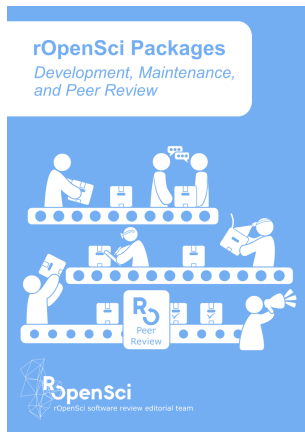 rOpenSci Packages
Development, Maintenance,
and Peer Review
R
Peer
Review
rOpenSci
rOpenSci software review editorial team